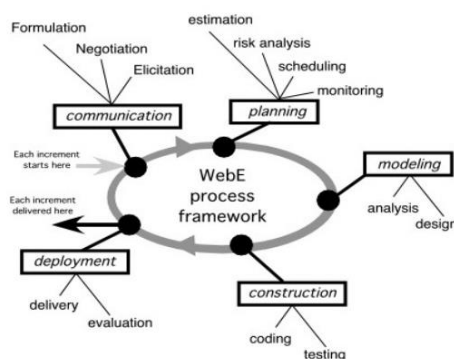 Formulation
Negotiation
Elicitation
communication
estimation
risk analysis
scheduling
monitoring
planning
Each increment
starts here
WebE
process
framework
modeling
analysis
design
Each increment
delivered here
deployment
delivery
evaluation
construction
coding
testing